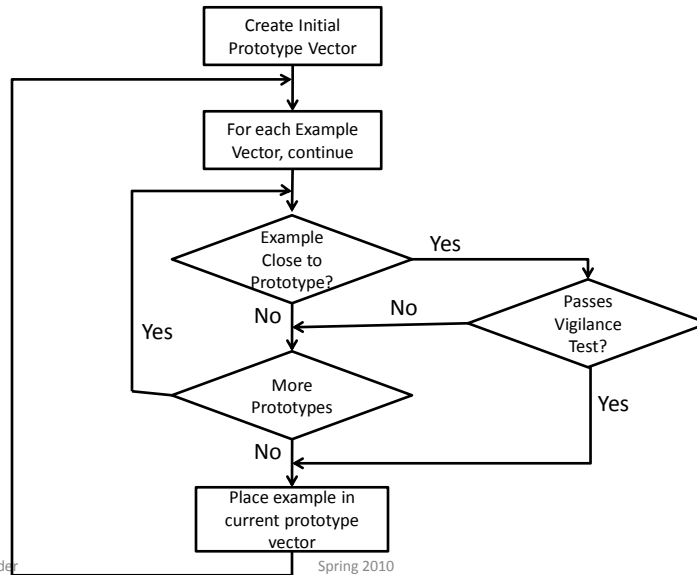 Create Initial
Prototype Vector
For each Example
Vector, continue
Example
Close to
Prototype?
Yes
No
Passes
Vigilance
Test?
No
Yes
Yes
More
Prototypes
No
Place example in
current prototype
vector
Spring 2010